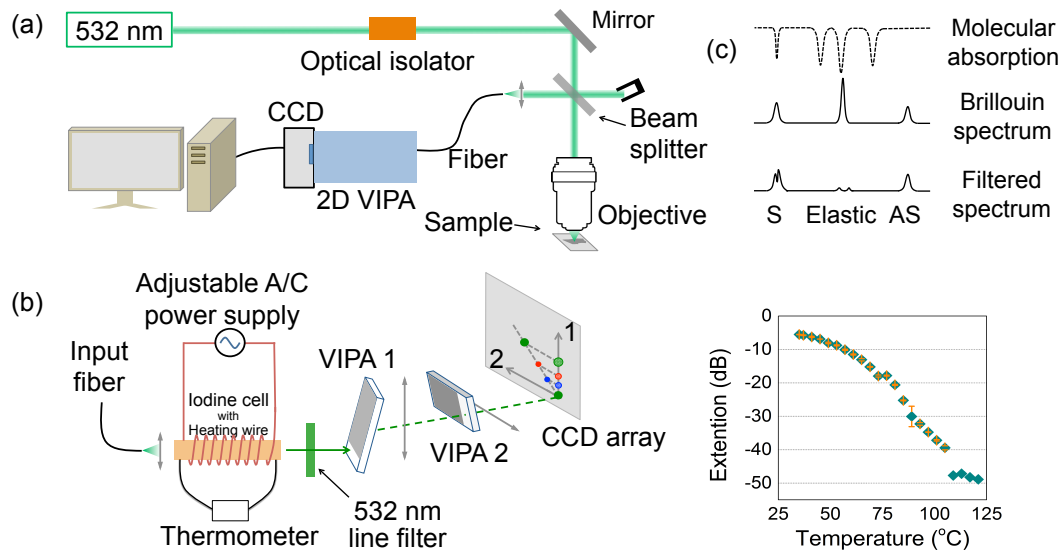 (a)
532 nm
Optical isolator
Mirror
Beam
splitter
Fiber
CCD
2D VIPA
Sample
Objective
(c)
Molecular
absorption
Brillouin
spectrum
Filtered
spectrum
S
Elastic
AS
(b)
Adjustable A/C
power supply
Input
fiber
Iodine cell
with
Heating wire
Thermometer
532 nm
line filter
VIPA 1
VIPA 2
1
2
CCD array
Extention (dB)
0
-10
-20
-30
-40
-50
25
50
75
100
125
Temperature (°C)